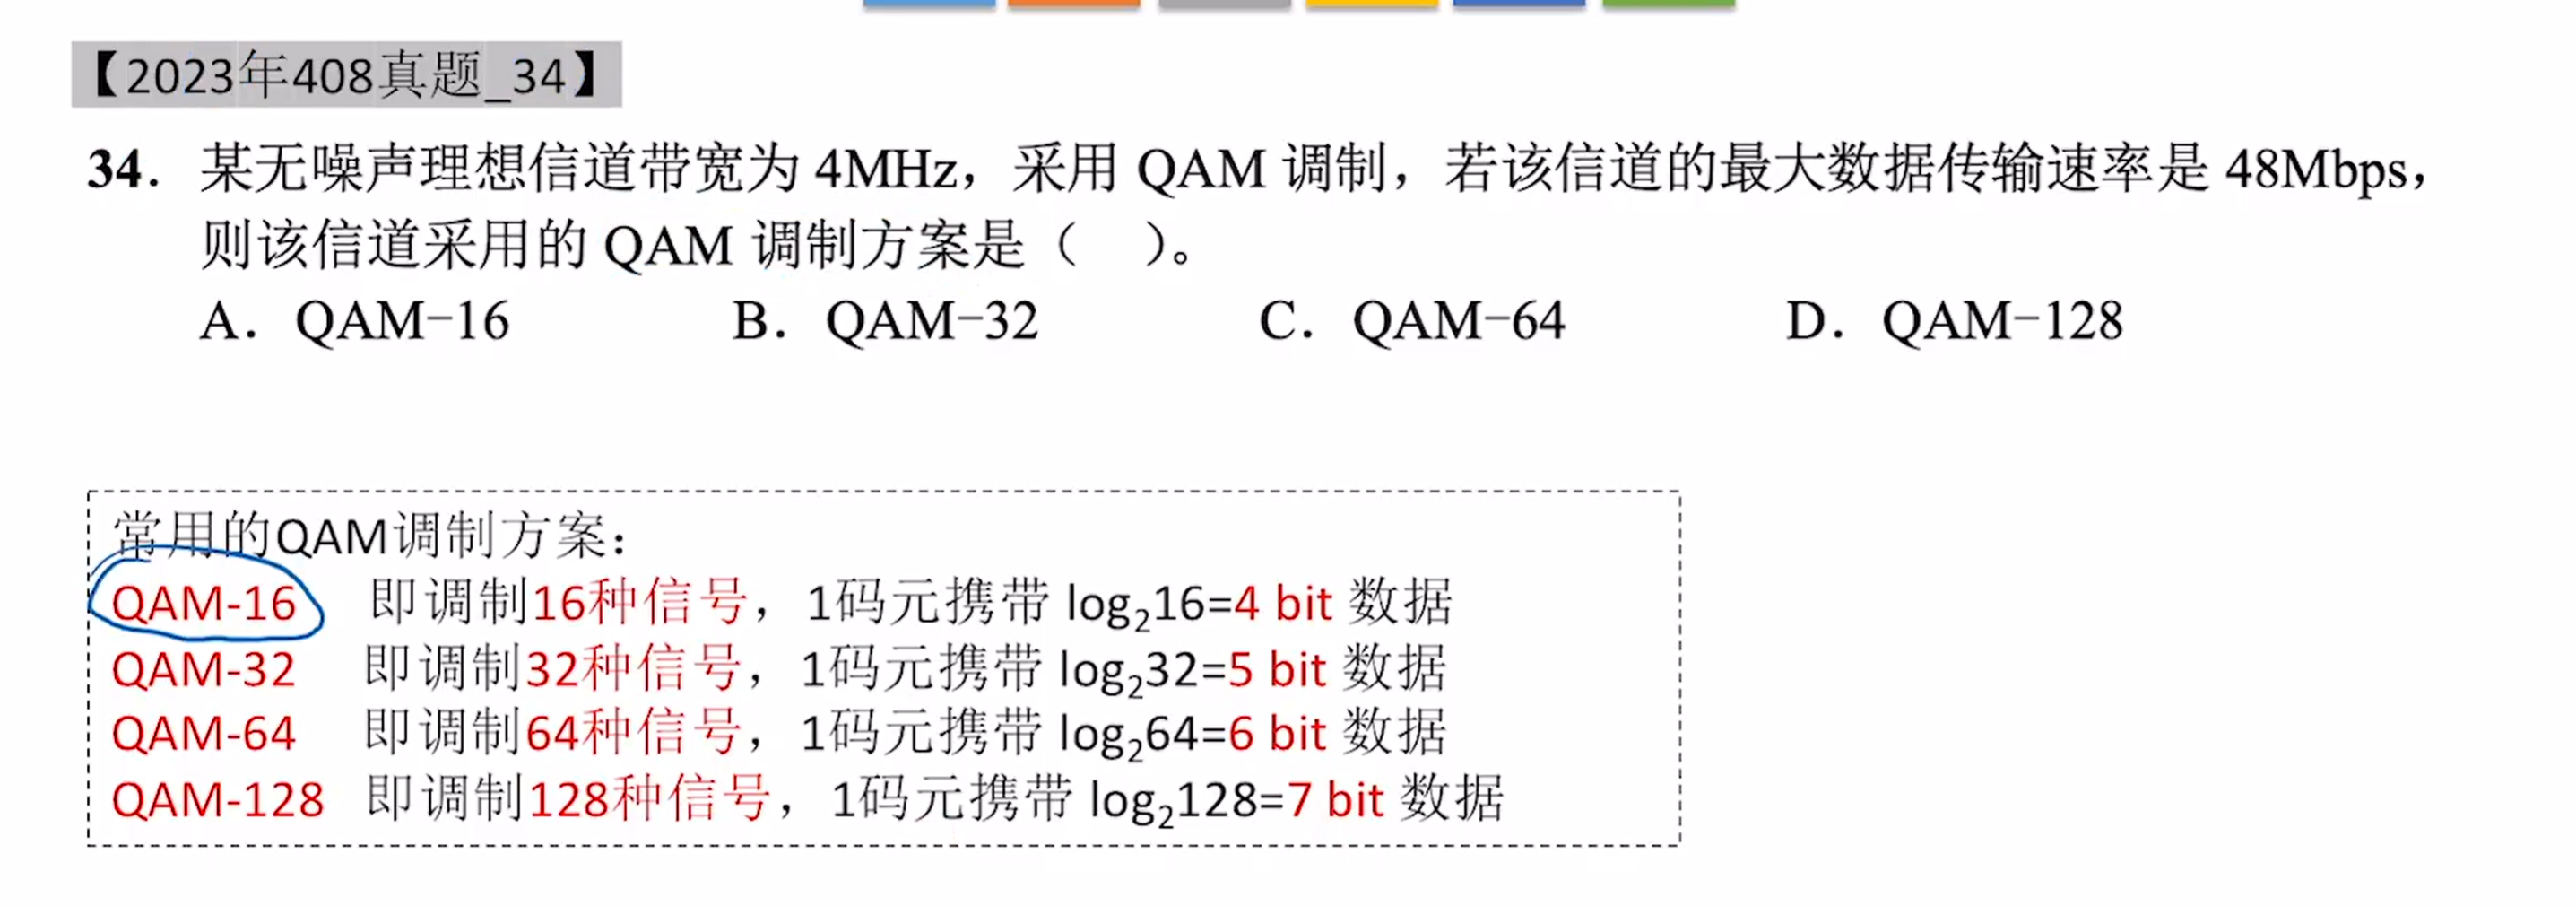 【2023年408真题_34】
34. 某无噪声理想信道带宽为 4MHz，采用 QAM 调制，若该信道的最大数据传输速率是 48Mbps，
则该信道采用的 QAM 调制方案是（　）。
A. QAM-16 B. QAM-32 C. QAM-64 D. QAM-128
常用的QAM调制方案：
QAM-16 即调制16种信号，1码元携带 log₂16=4 bit 数据
QAM-32 即调制32种信号，1码元携带 log₂32=5 bit 数据
QAM-64 即调制64种信号，1码元携带 log₂64=6 bit 数据
QAM-128 即调制128种信号，1码元携带 log₂128=7 bit 数据